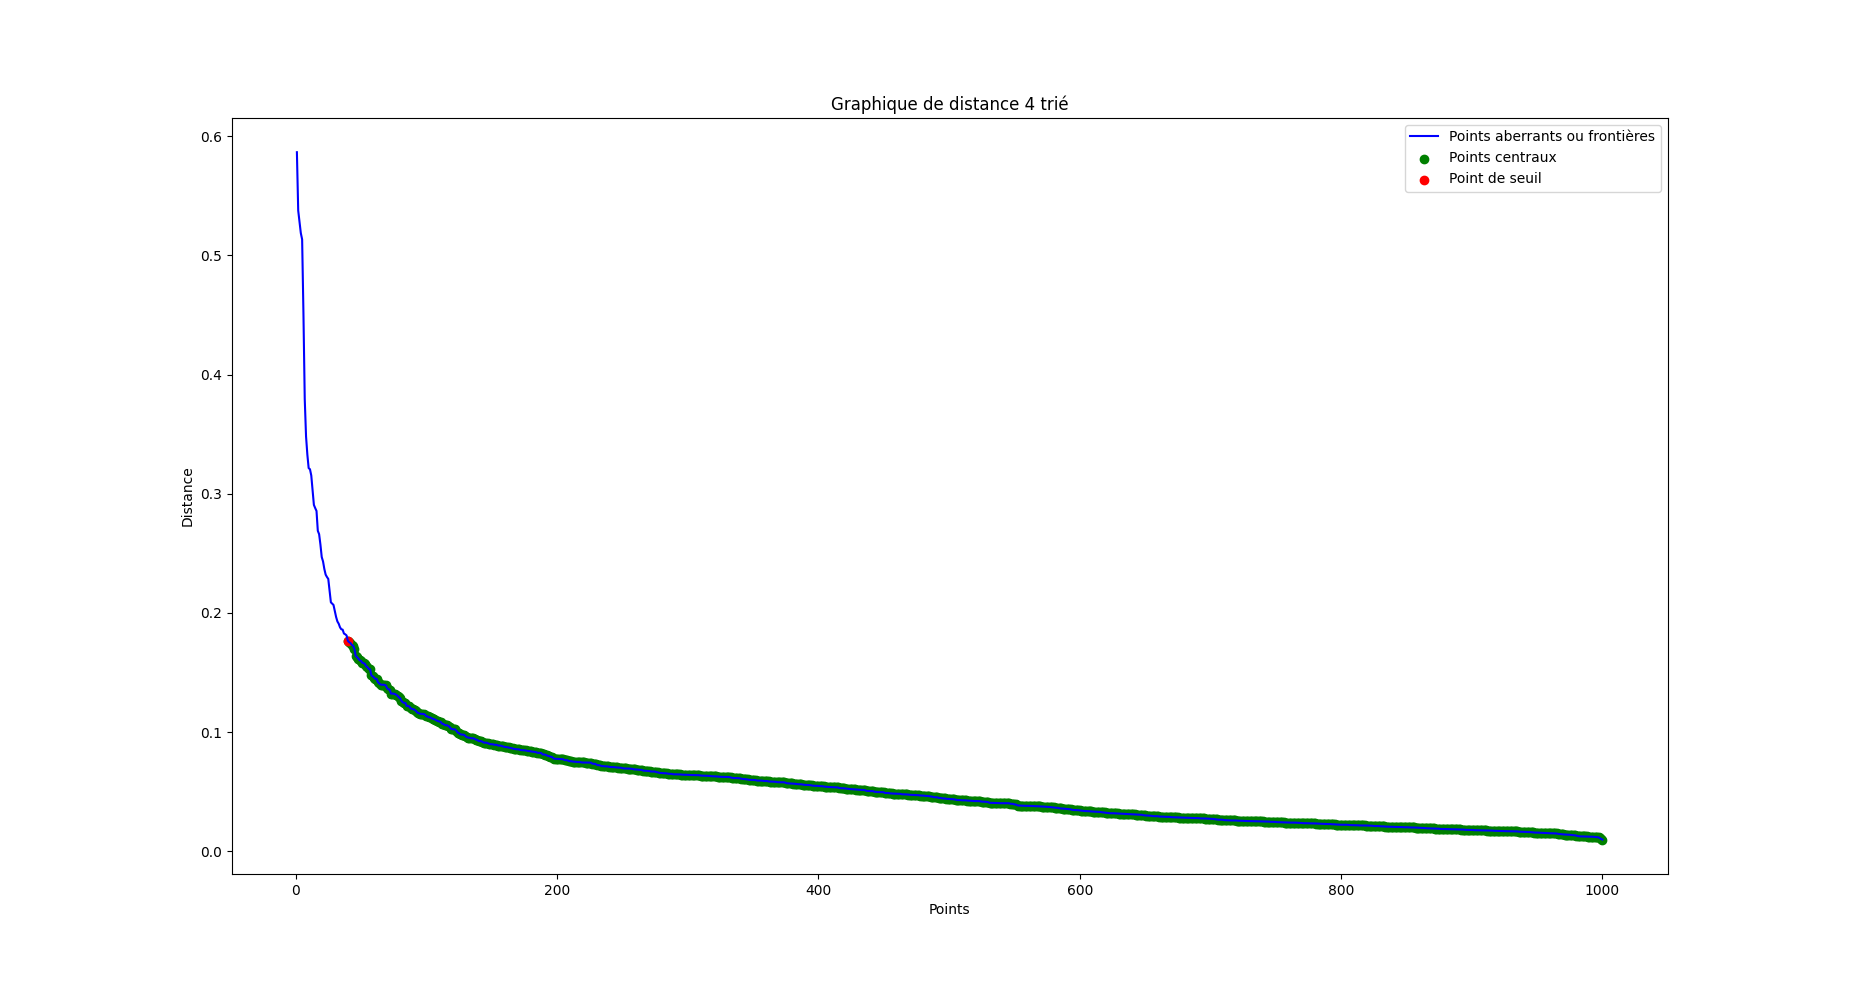 Graphique de distance 4 trié
Points aberrants ou frontières
Points centraux
Point de seuil
0.6
0.5
0.4
0.3
0.2
0.1
0.0
Distance
0
200
400
600
800
1000
Points